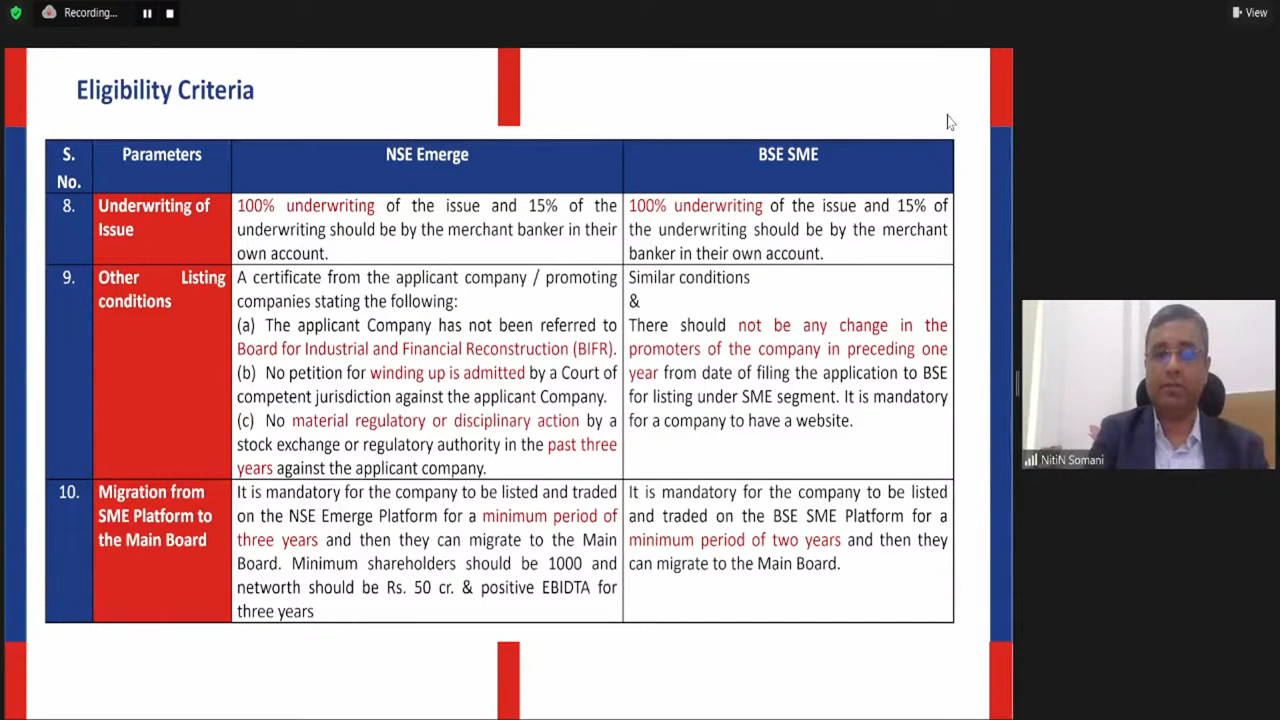 Recording...
View
Eligibility Criteria
S. No.
Parameters
NSE Emerge
BSE SME
8.
Underwriting of
Issue
100% underwriting of the issue and 15% of the
underwriting should be by the merchant banker in their
own account.
100% underwriting of the issue and 15% of
the underwriting should be by the merchant
banker in their own account.
9.
Other Listing
conditions
A certificate from the applicant company / promoting
companies stating the following:
(a) The applicant Company has not been referred to
Board for Industrial and Financial Reconstruction (BIFR).
(b) No petition for winding up is admitted by a Court of
competent jurisdiction against the applicant Company.
(c) No material regulatory or disciplinary action by a
stock exchange or regulatory authority in the past three
years against the applicant company.
Similar conditions
&
There should not be any change in the
promoters of the company in preceding one
year from date of filing the application to BSE
for listing under SME segment. It is mandatory
for a company to have a website.
10.
Migration from
SME Platform to
the Main Board
It is mandatory for the company to be listed and traded
on the NSE Emerge Platform for a minimum period of
three years and then they can migrate to the Main
Board. Minimum shareholders should be 1000 and
networth should be Rs. 50 cr. & positive EBIDTA for
three years
It is mandatory for the company to be listed
and traded on the BSE SME Platform for a
minimum period of two years and then they
can migrate to the Main Board.
NitiN Somani